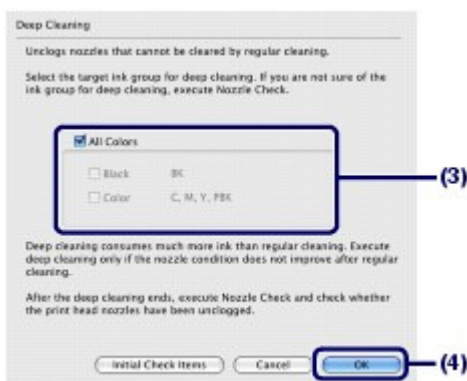 Deep Cleaning
Unclogs nozzles that cannot be cleared by regular cleaning.
Select the target ink group for deep cleaning. If you are not sure of the
ink group for deep cleaning, execute Nozzle Check.
All Colors
(3)
Black BK
Color C, M, Y, PBK
Deep cleaning consumes much more ink than regular cleaning. Execute
deep cleaning only if the nozzle condition does not improve after regular
cleaning.
After the deep cleaning ends, execute Nozzle Check and check whether
the print head nozzles have been unclogged.
Initial Check Items Cancel OK (4)